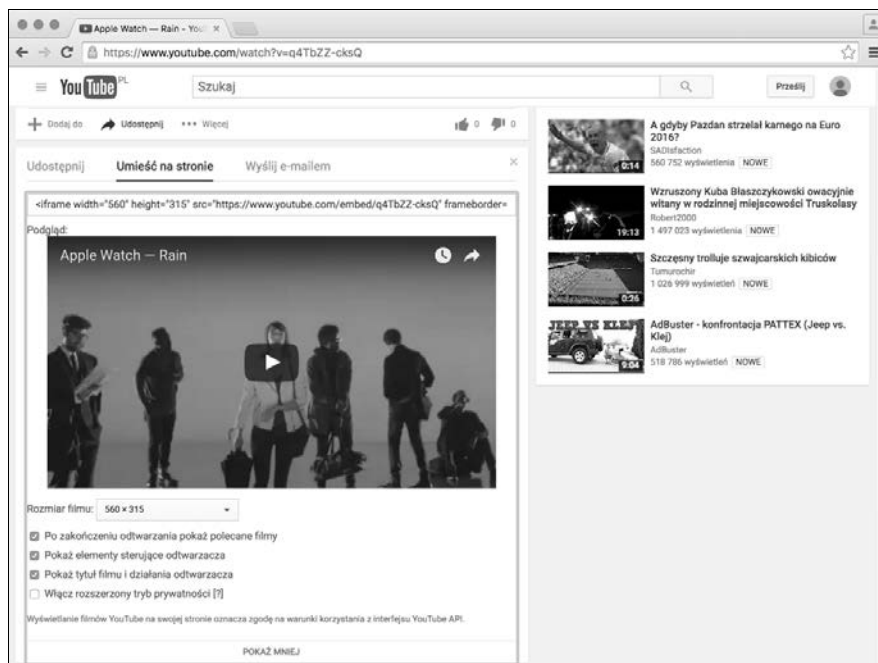 Apple Watch — Rain - You
https://www.youtube.com/watch?v=q4TbZZ-cksQ
YouTube PL
Szukaj
Prześlij
Dodaj do
Udostępnij
Więcej
0
0
Udostępnij
Umieść na stronie
Wyślij e-mailem
<iframe width="560" height="315" src="https://www.youtube.com/embed/q4TbZZ-cksQ" frameborder=
Podgląd:
Apple Watch — Rain
Rozmiar filmu: 560 × 315
Po zakończeniu odtwarzania pokaż polecane filmy
Pokaż elementy sterujące odtwarzacza
Pokaż tytuł filmu i działania odtwarzacza
Włącz rozszerzony tryb prywatności [?]
Wyświetlanie filmów YouTube na swojej stronie oznacza zgodę na warunki korzystania z interfejsu YouTube API.
POKAŻ MNIEJ
0:14
A gdyby Pazdan strzelał karnego na Euro
2016?
SADIsfaction
560 752 wyświetlenia NOWE
19:13
Wzruszony Kuba Błaszczykowski owacyjnie
witany w rodzinnej miejscowości Truskolasy
Robert2000
1 497 023 wyświetlenia NOWE
0:26
Szczęsny trolluje szwajcarskich kibiców
Tumurochir
1 026 999 wyświetleń NOWE
JEEP VS KLEJ
9:04
AdBuster - konfrontacja PATTEX (Jeep vs.
Klej)
AdBuster
518 786 wyświetleń NOWE